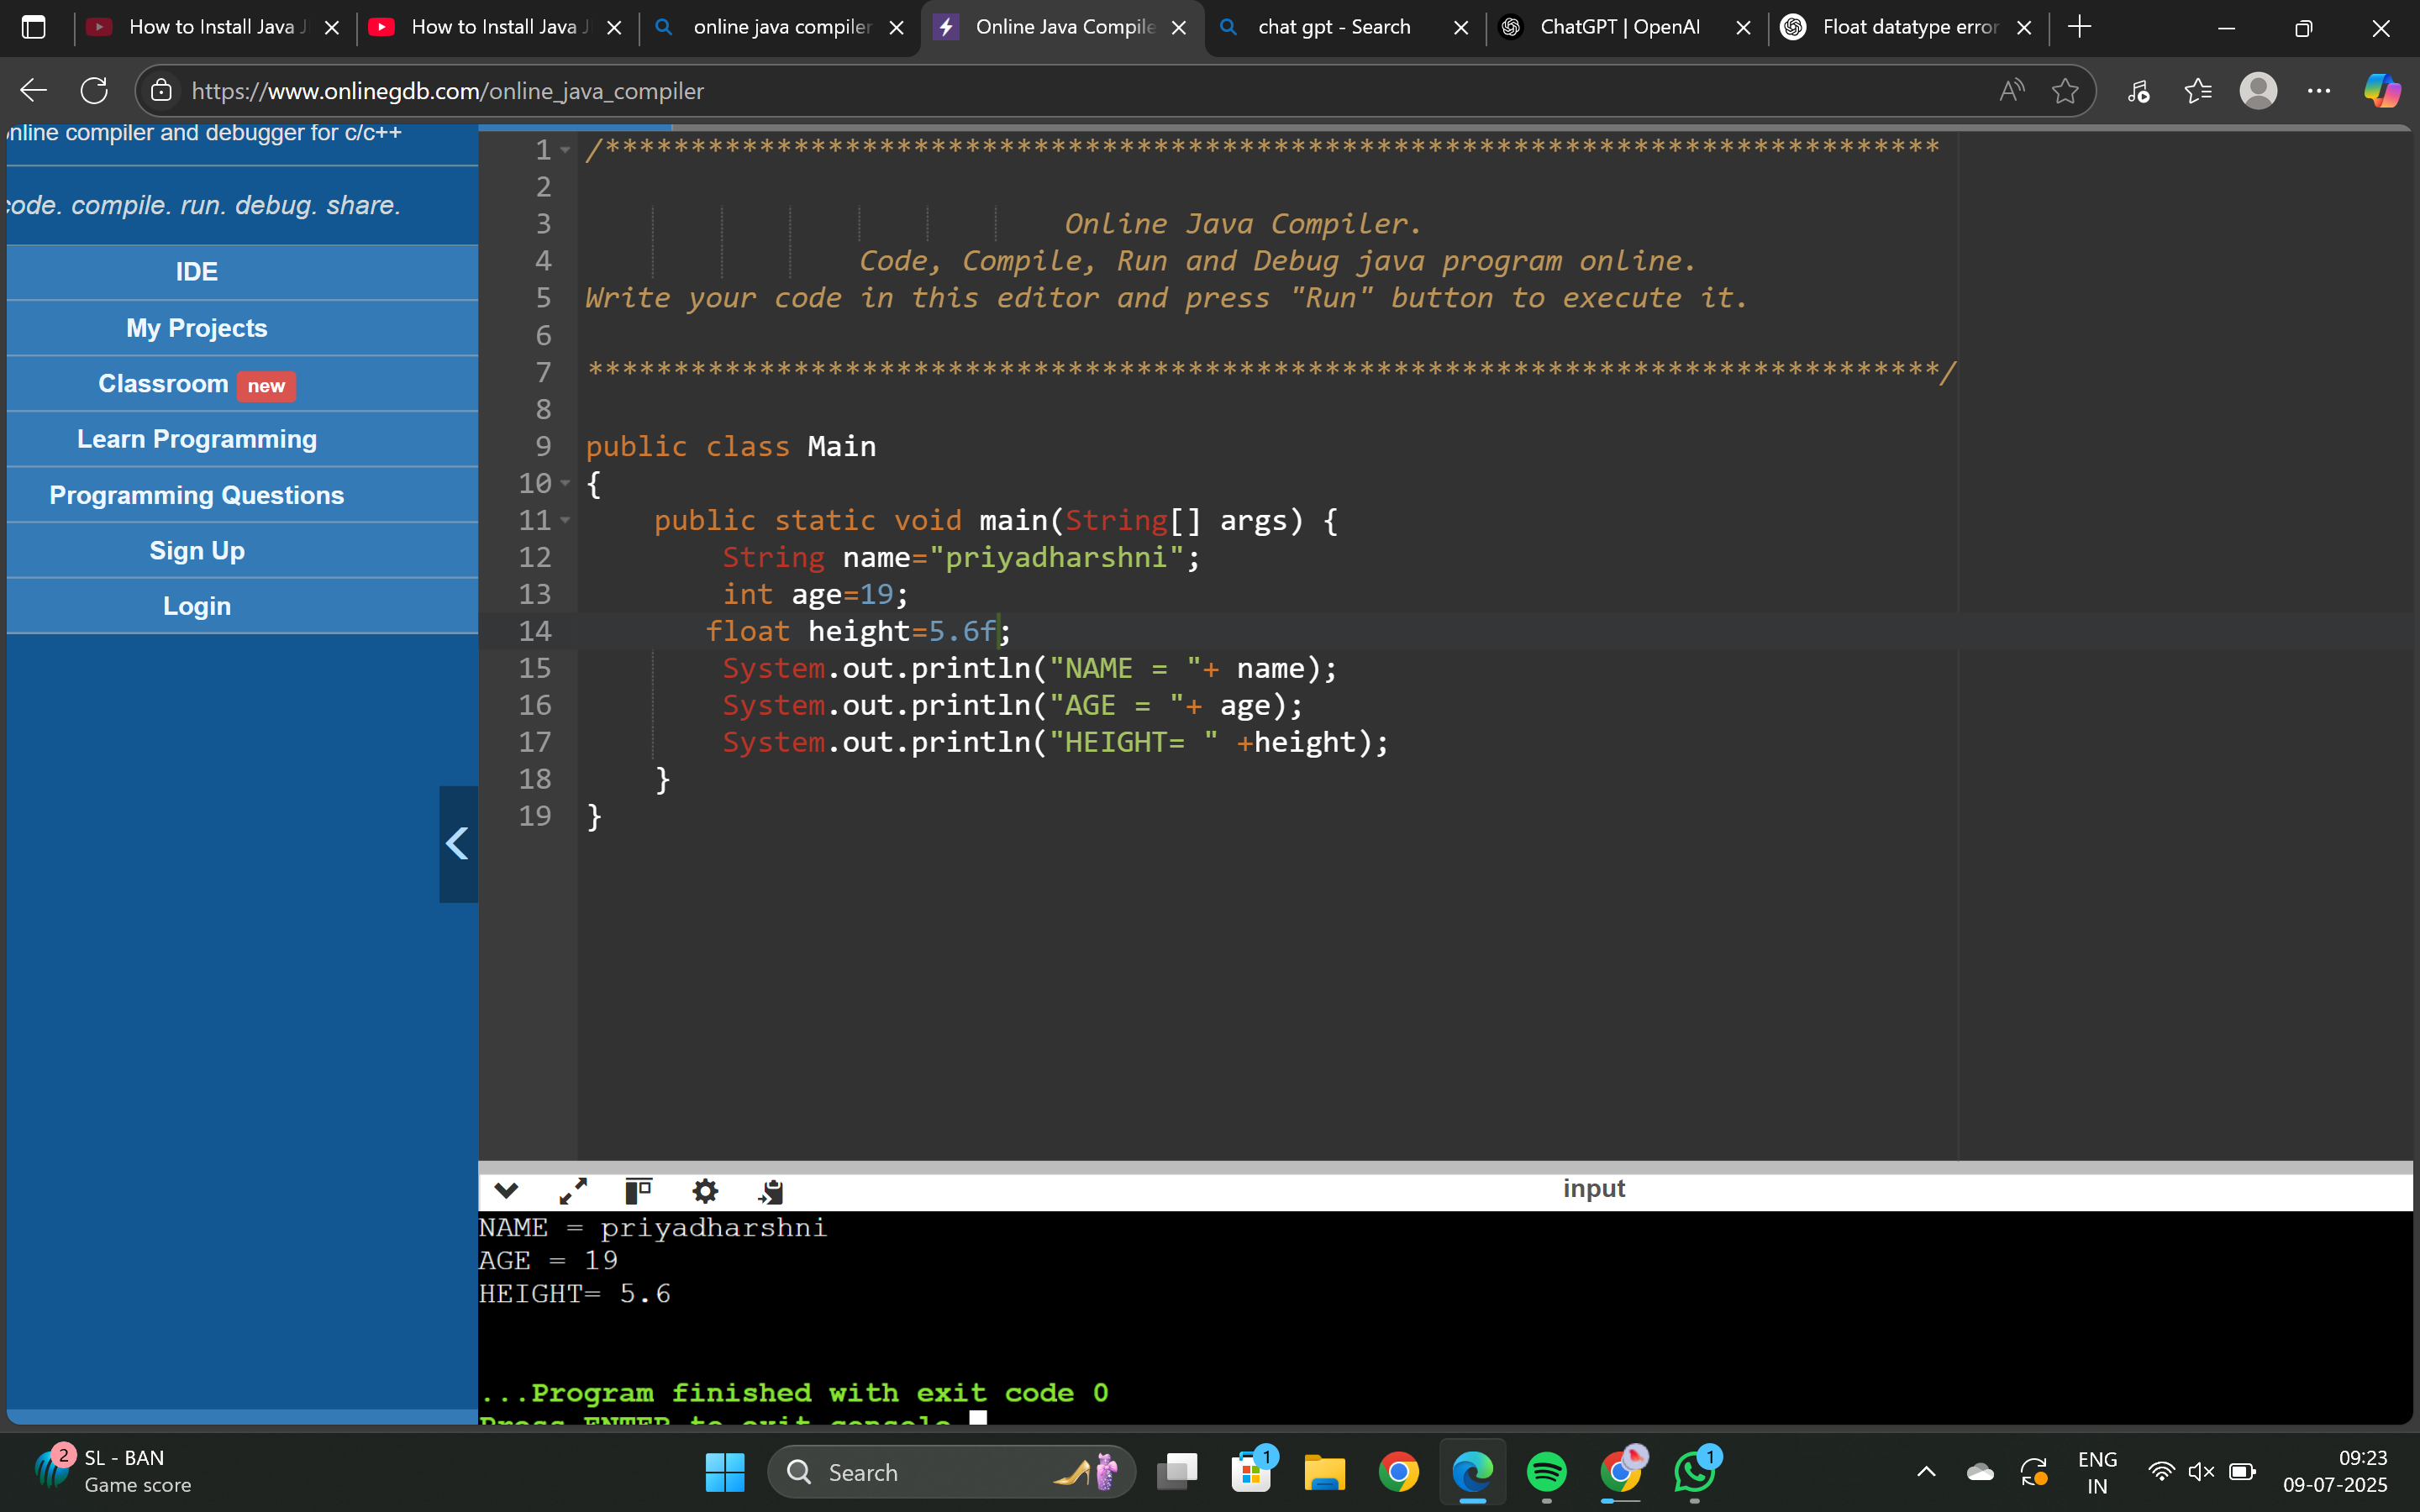 How to Install Java J
How to Install Java J
online java compiler
Online Java Compile
chat gpt - Search
ChatGPT | OpenAI
Float datatype error
https://www.onlinegdb.com/online_java_compiler
nline compiler and debugger for c/c++
code. compile. run. debug. share.
IDE
My Projects
Classroom new
Learn Programming
Programming Questions
Sign Up
Login
1 /******************************************************************************
2
3 Online Java Compiler.
4 Code, Compile, Run and Debug java program online.
5 Write your code in this editor and press "Run" button to execute it.
6
7 *******************************************************************************/
8
9 public class Main
10 {
11 public static void main(String[] args) {
12 String name="priyadharshni";
13 int age=19;
14 float height=5.6f;
15 System.out.println("NAME = "+ name);
16 System.out.println("AGE = "+ age);
17 System.out.println("HEIGHT= " +height);
18 }
19 }
input
NAME = priyadharshni
AGE = 19
HEIGHT= 5.6
...Program finished with exit code 0
Press ENTER to exit console.
2
SL - BAN
Game score
Search
1
1
ENG
IN
09:23
09-07-2025